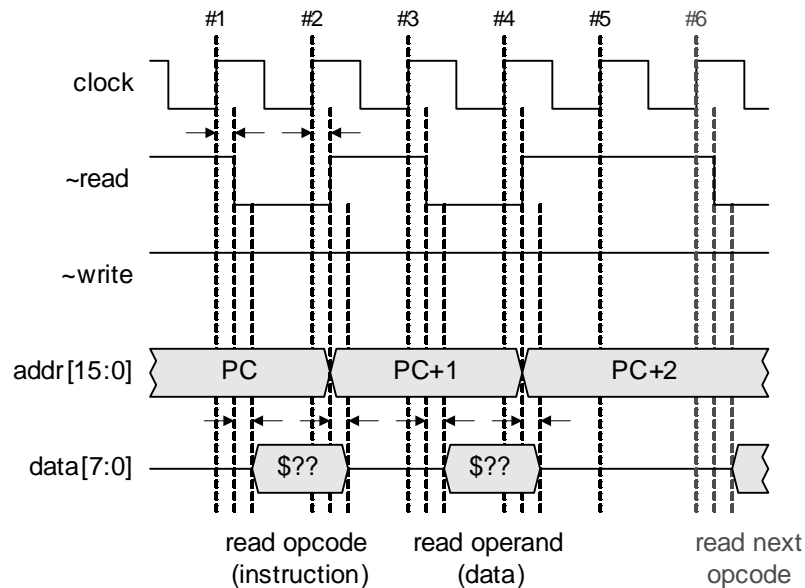 #1 #2 #3 #4 #5 #6
clock
~read
~write
addr[15:0] PC PC+1 PC+2
data[7:0] $?? $??
read opcode read operand read next
(instruction) (data) opcode